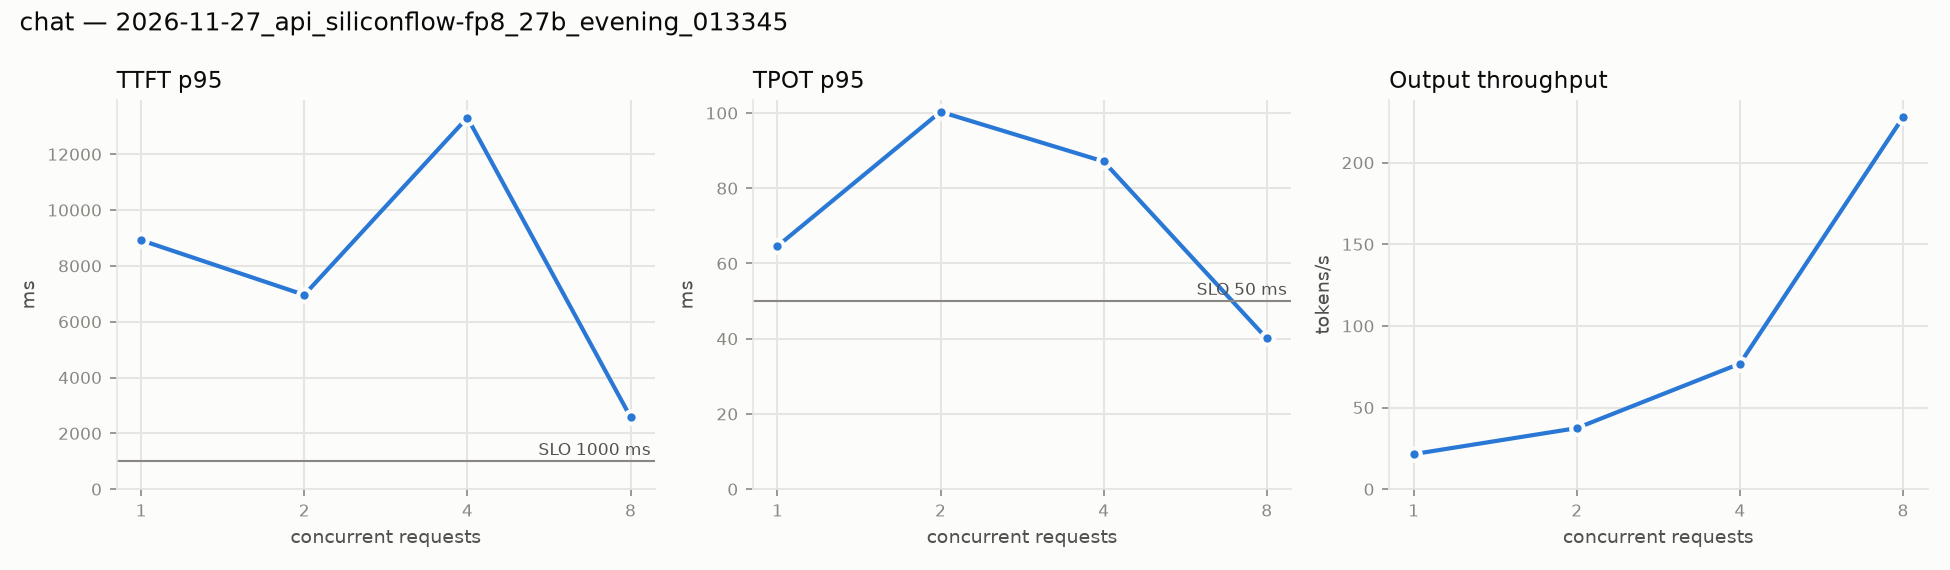 chat — 2026-11-27_api_siliconflow-fp8_27b_evening_013345
TTFT p95
ms
12000
10000
8000
6000
4000
2000
0
SLO 1000 ms
1 2 4 8
concurrent requests
TPOT p95
ms
100
80
60
40
20
0
SLO 50 ms
1 2 4 8
concurrent requests
Output throughput
tokens/s
200
150
100
50
0
1 2 4 8
concurrent requests